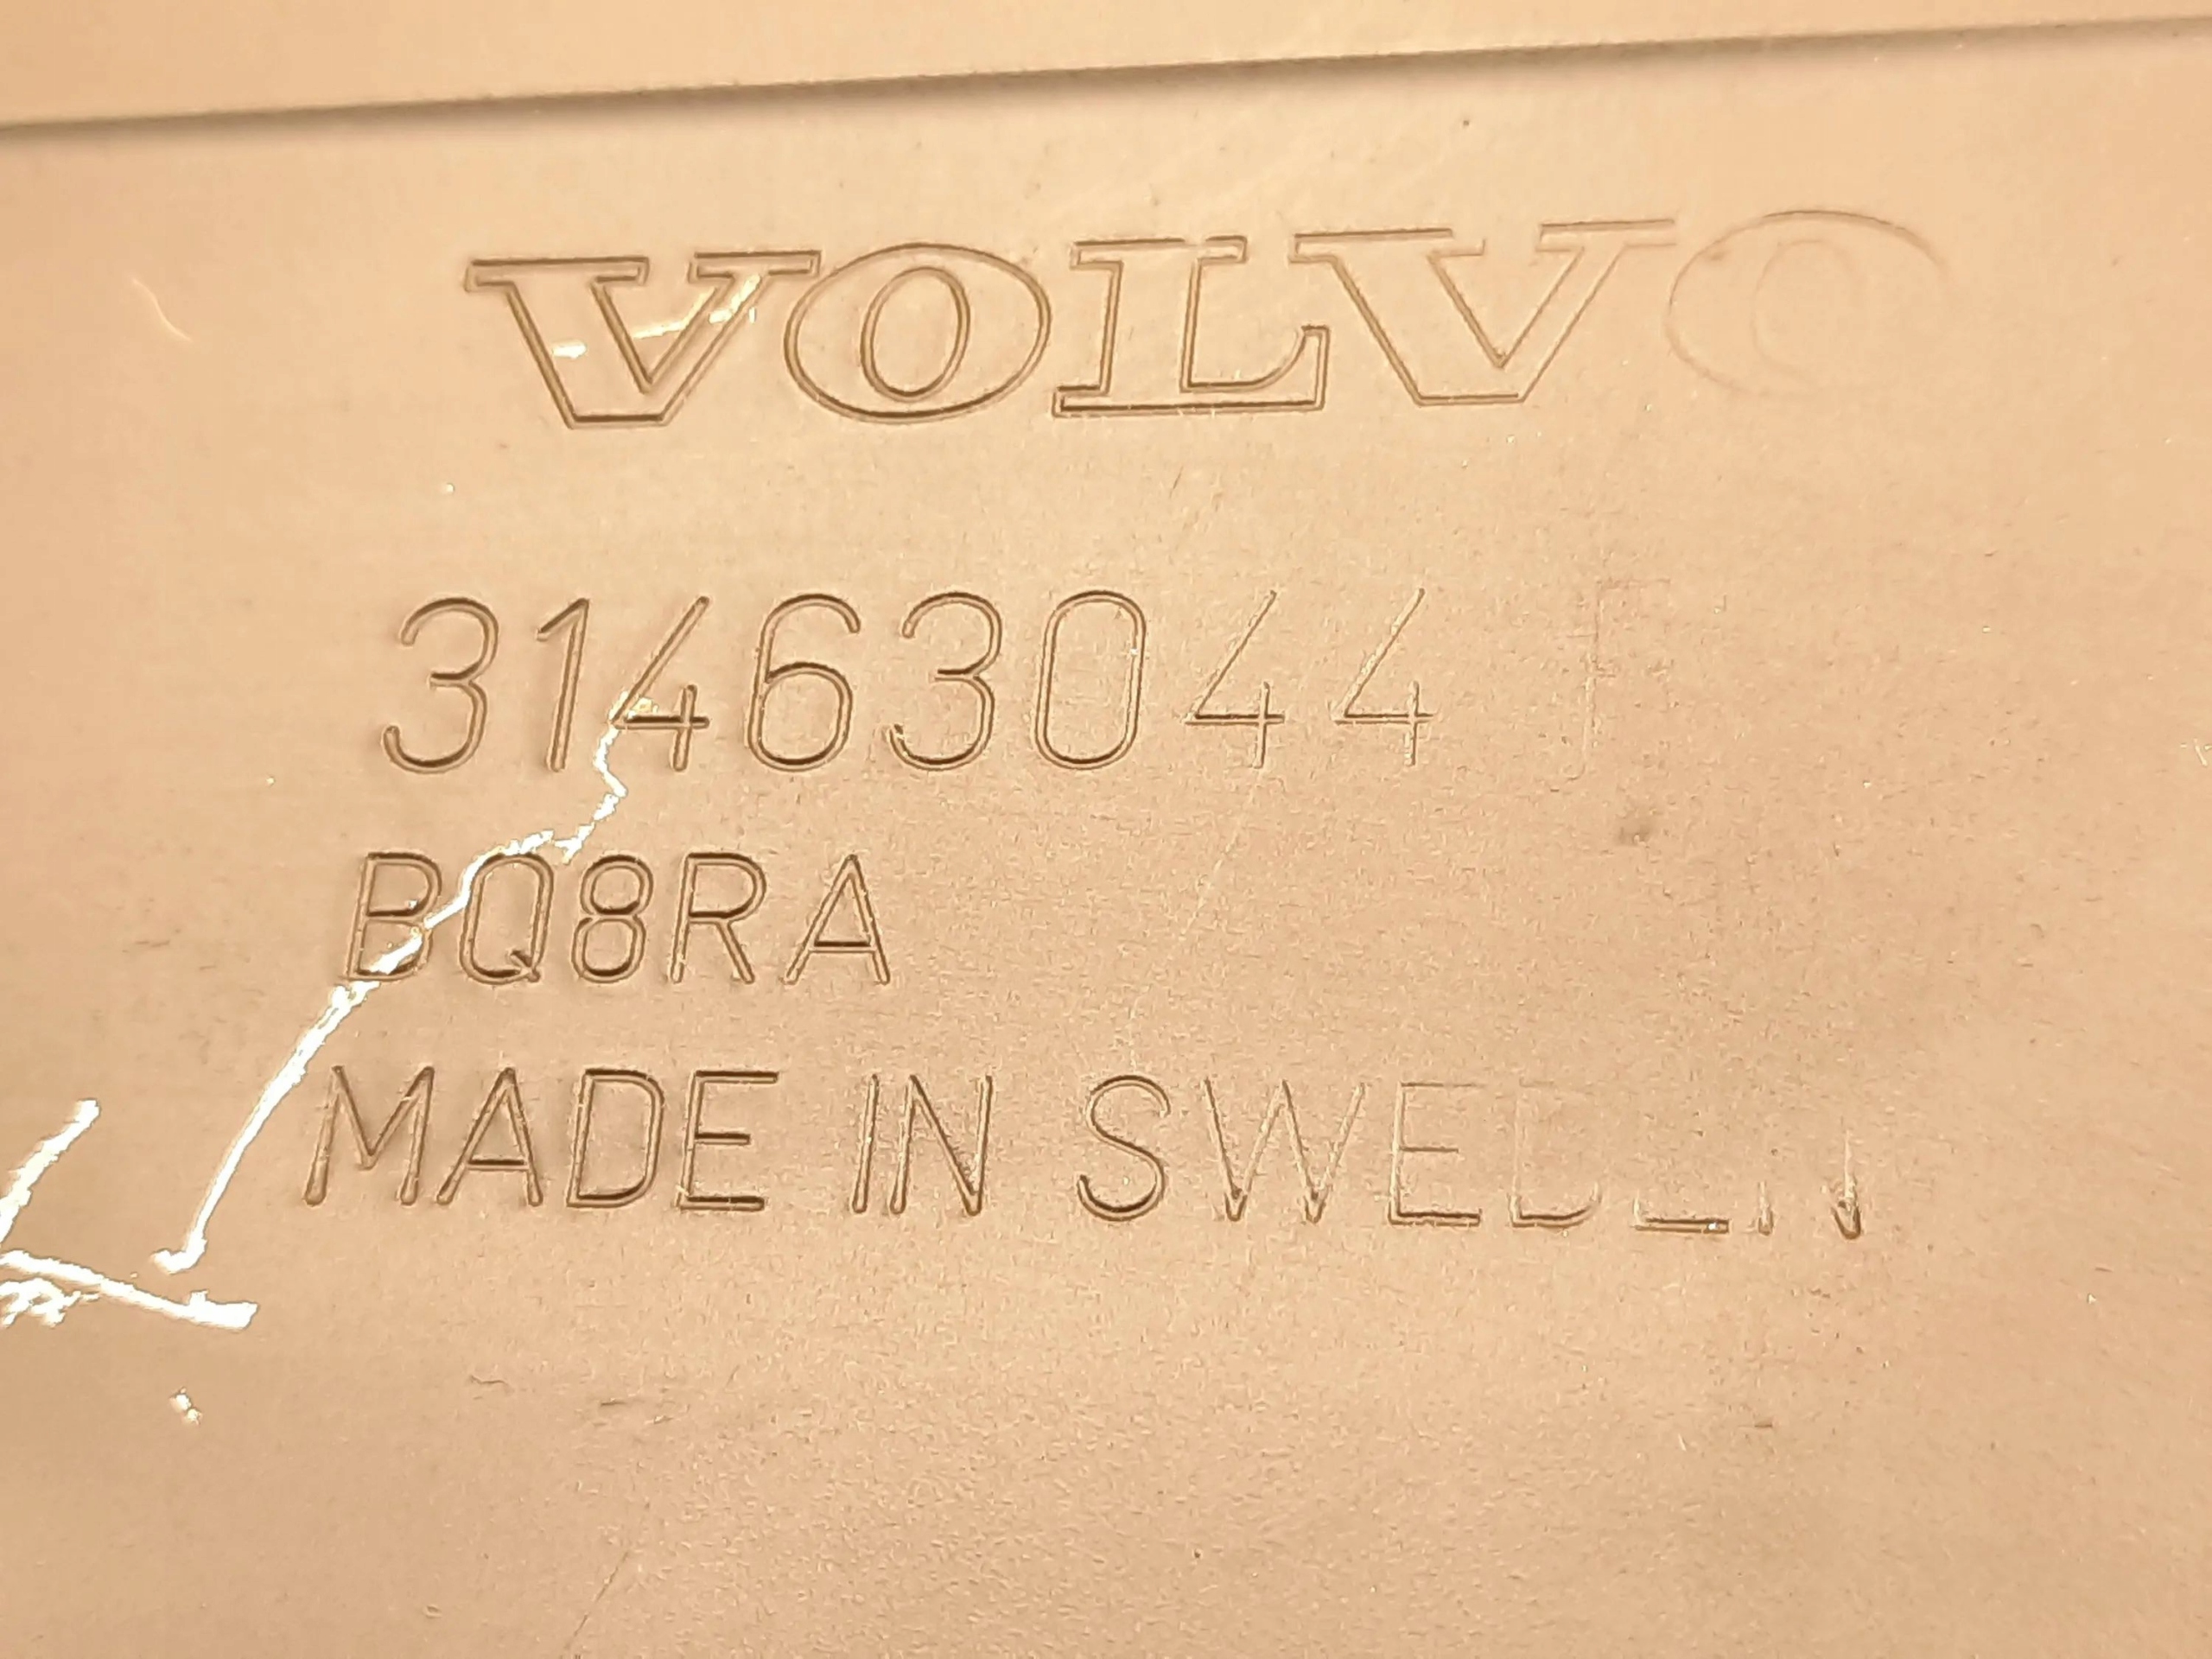 VOLVO
31463044 F
BQ8RA
MADE IN SWEDEN